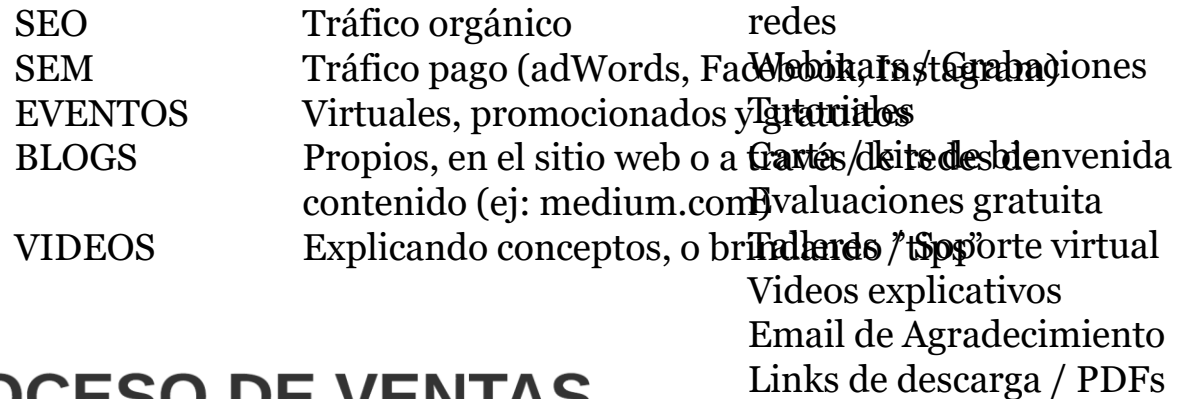 SEO Tráfico orgánico
SEM Tráfico pago (adWords, Facebook, Instagram)
EVENTOS Virtuales, promocionados y gratuitos
BLOGS Propios, en el sitio web o a través de redes de
contenido (ej: medium.com)
VIDEOS Explicando conceptos, o brindando ”tips”
redes
Webinars / Grabaciones
Tutoriales
Carta / kits de bienvenida
Evaluaciones gratuita
Talleres / Soporte virtual
Videos explicativos
Email de Agradecimiento
Links de descarga / PDFs
OCESO DE VENTAS